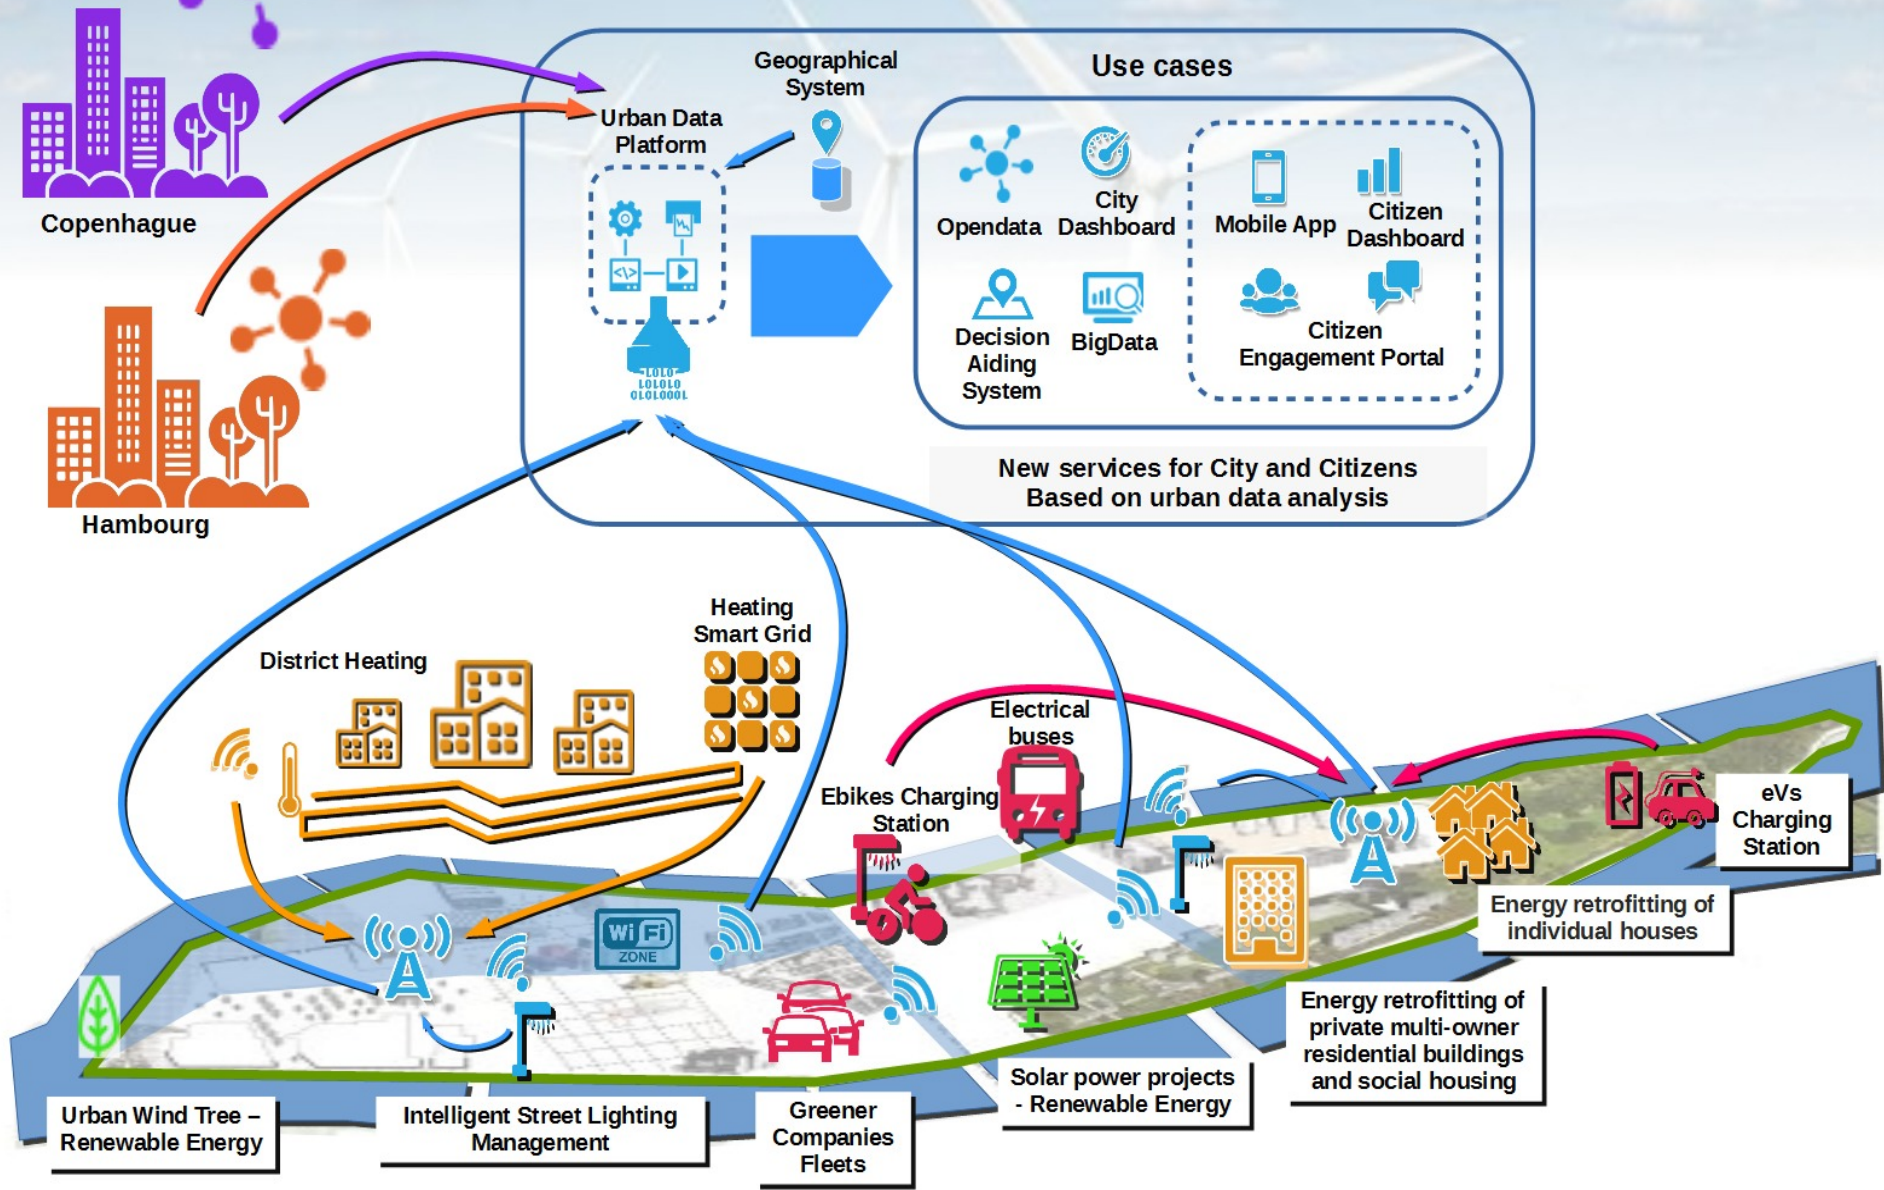 Copenhague
Hambourg
Urban Data
Platform
Geographical
System
</>
1010
101010
01010001
Use cases
Opendata
City
Dashboard
Decision
Aiding
System
BigData
Mobile App
Citizen
Dashboard
Citizen
Engagement Portal
New services for City and Citizens
Based on urban data analysis
District Heating
Heating
Smart Grid
Electrical
buses
Ebikes Charging
Station
eVs
Charging
Station
WiFi
ZONE
Energy retrofitting of
individual houses
Energy retrofitting of
private multi-owner
residential buildings
and social housing
Solar power projects
- Renewable Energy
Greener
Companies
Fleets
Intelligent Street Lighting
Management
Urban Wind Tree –
Renewable Energy